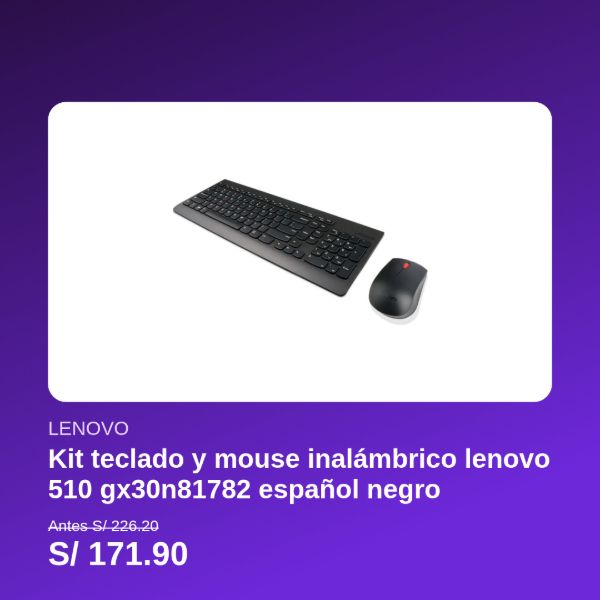 LENOVO
Kit teclado y mouse inalámbrico lenovo
510 gx30n81782 español negro
Antes S/ 226.20
S/ 171.90